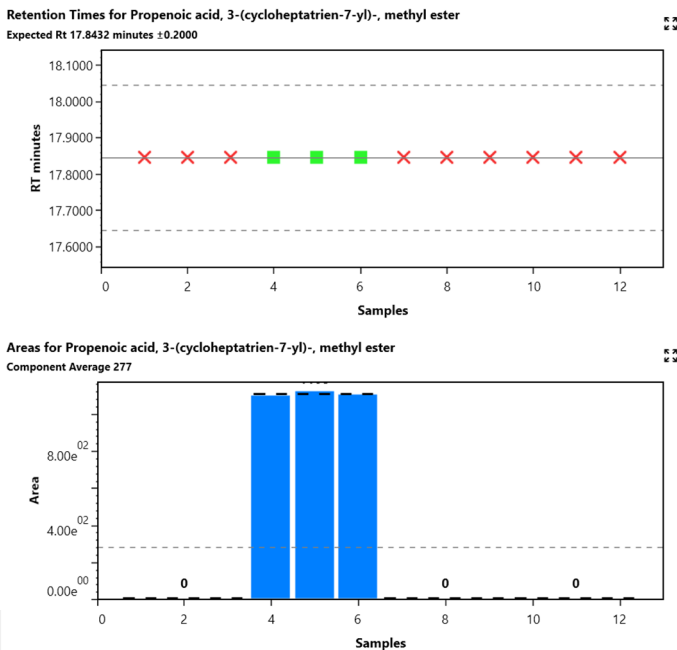 Retention Times for Propenoic acid, 3-(cycloheptatrien-7-yl)-, methyl ester
Expected Rt 17.8432 minutes ±0.2000
18.1000
18.0000
17.9000
17.8000
17.7000
17.6000
RT minutes
0 2 4 6 8 10 12
Samples
Areas for Propenoic acid, 3-(cycloheptatrien-7-yl)-, methyl ester
Component Average 277
8.00e02
4.00e02
0.00e00
Area
0 0 0
0 2 4 6 8 10 12
Samples